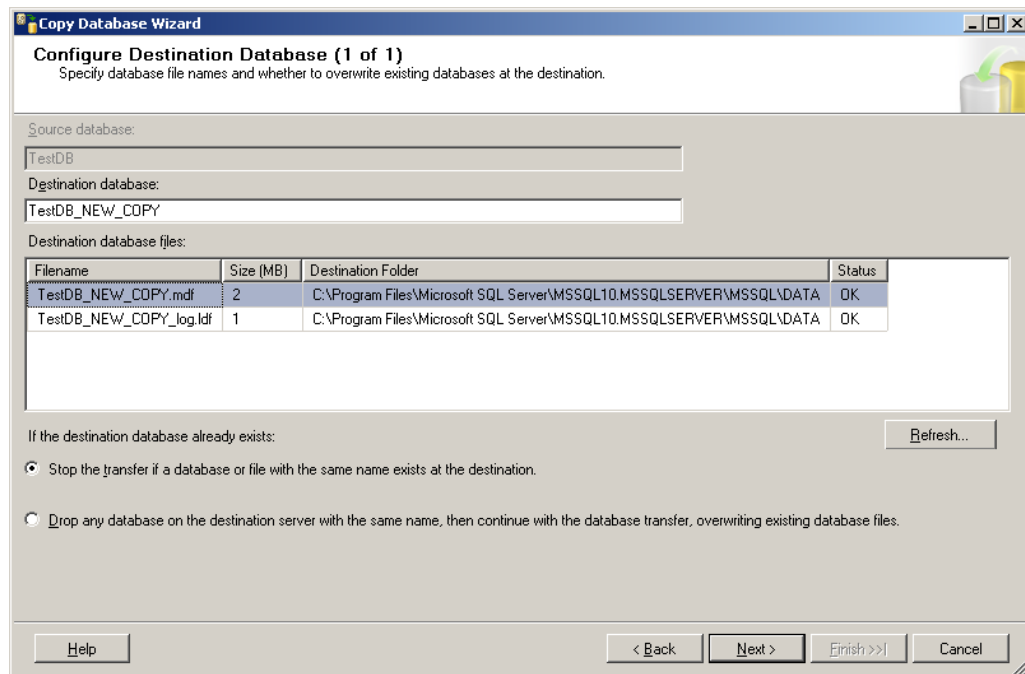 Copy Database Wizard
Configure Destination Database (1 of 1)
Specify database file names and whether to overwrite existing databases at the destination.
Source database:
TestDB
Destination database:
TestDB_NEW_COPY
Destination database files:
Filename Size (MB) Destination Folder Status
TestDB_NEW_COPY.mdf 2 C:\Program Files\Microsoft SQL Server\MSSQL10.MSSQLSERVER\MSSQL\DATA OK
TestDB_NEW_COPY_log.ldf 1 C:\Program Files\Microsoft SQL Server\MSSQL10.MSSQLSERVER\MSSQL\DATA OK
If the destination database already exists:
Refresh...
Stop the transfer if a database or file with the same name exists at the destination.
Drop any database on the destination server with the same name, then continue with the database transfer, overwriting existing database files.
Help < Back Next > Finish >>| Cancel